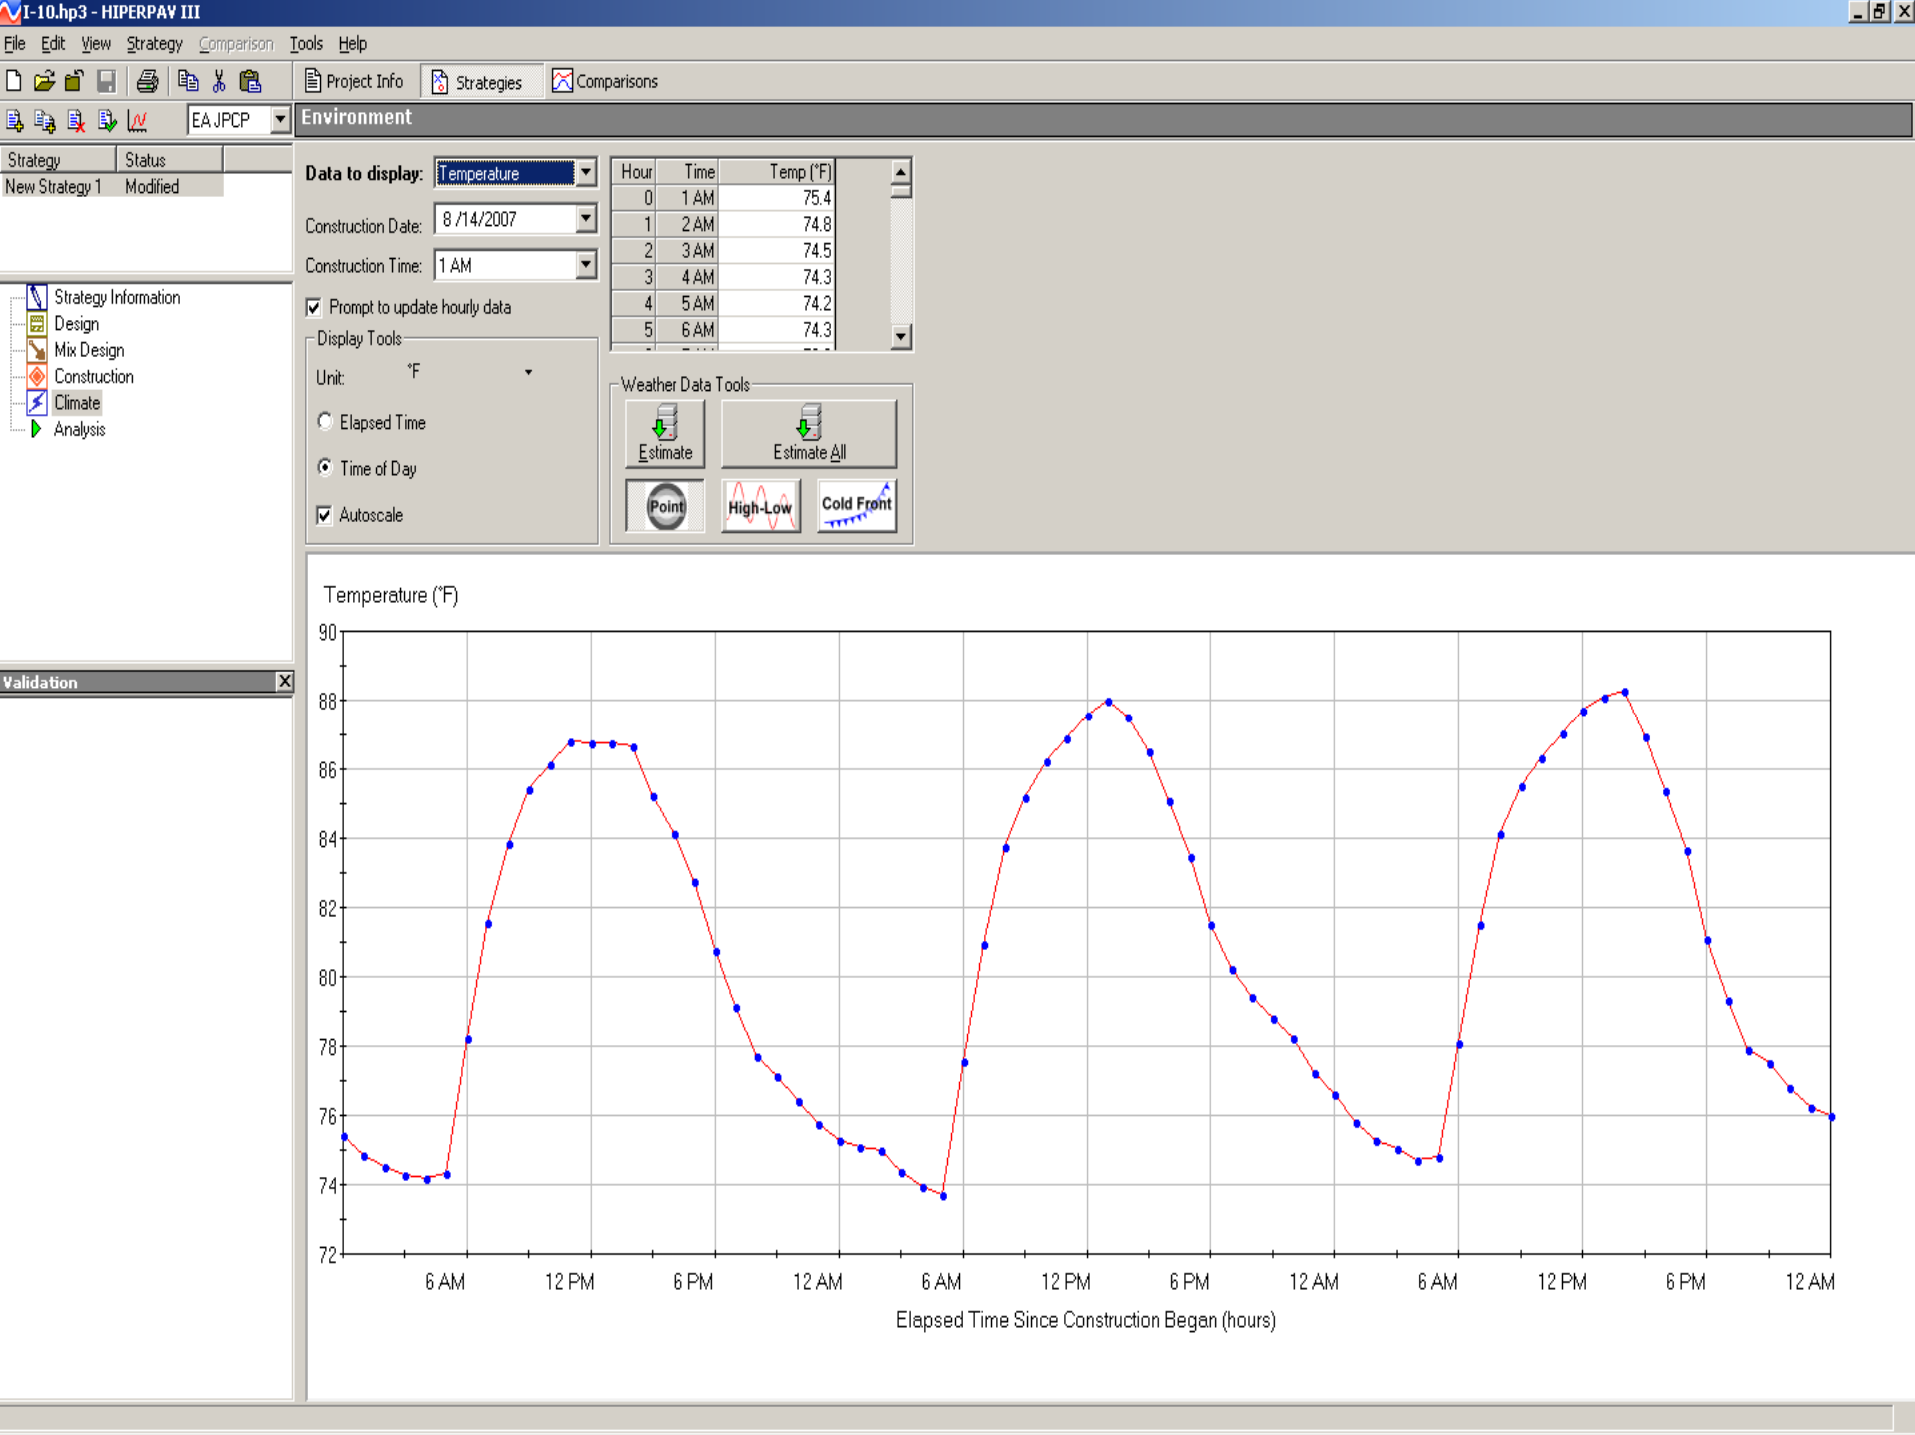 I-10.hp3 - HIPERPAV III
File Edit View Strategy Comparison Tools Help
Project Info Strategies Comparisons
EA JPCP
Environment
Strategy Status
New Strategy 1 Modified
Strategy Information
Design
Mix Design
Construction
Climate
Analysis
Validation
Data to display: Temperature
Construction Date: 8 /14/2007
Construction Time: 1 AM
Prompt to update hourly data
Display Tools
Unit: °F
Elapsed Time
Time of Day
Autoscale
Hour Time Temp (°F)
0 1 AM 75.4
1 2 AM 74.8
2 3 AM 74.5
3 4 AM 74.3
4 5 AM 74.2
5 6 AM 74.3
Weather Data Tools
Estimate Estimate All
Point High-Low Cold Front
Temperature (°F)
90
88
86
84
82
80
78
76
74
72
6 AM 12 PM 6 PM 12 AM 6 AM 12 PM 6 PM 12 AM 6 AM 12 PM 6 PM 12 AM
Elapsed Time Since Construction Began (hours)